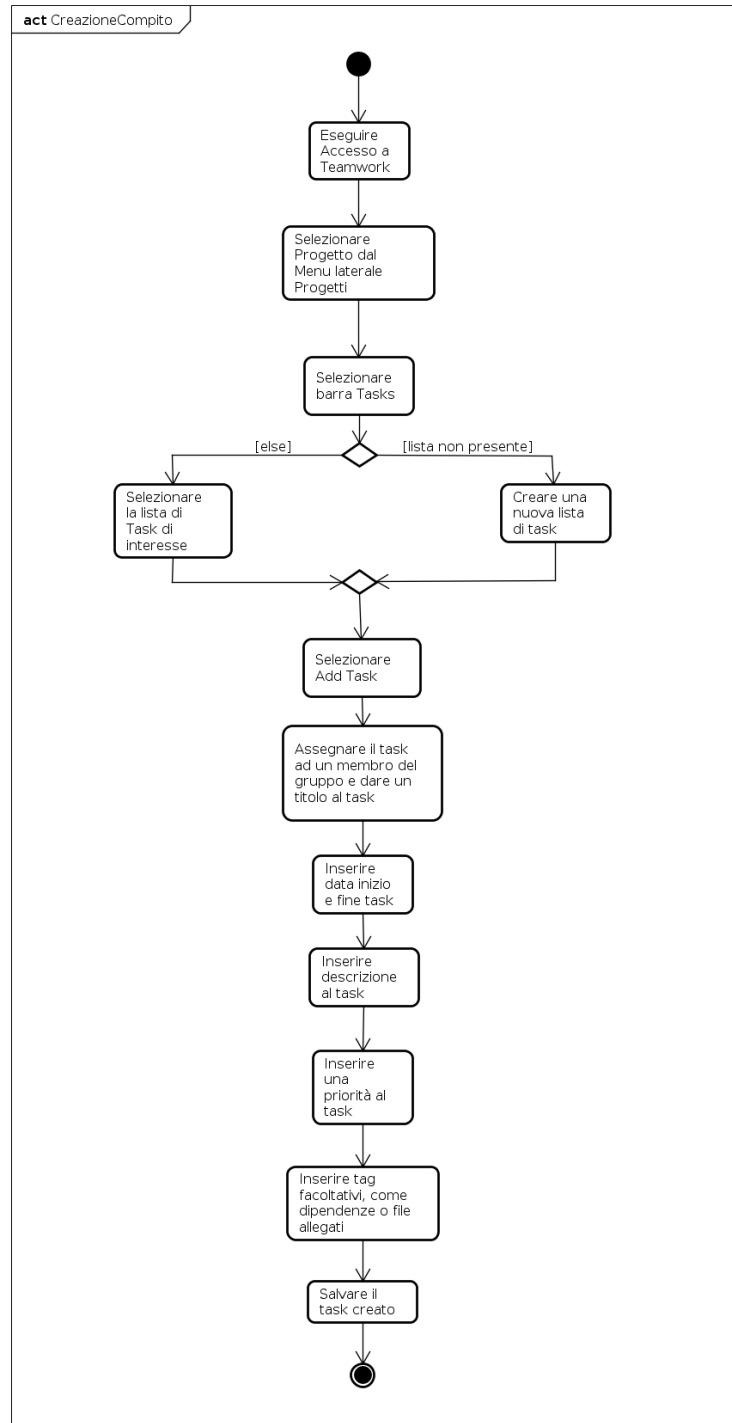 act CreazioneCompito
Eseguire
Accesso a
Teamwork
Selezionare
Progetto dal
Menu laterale
Progetti
Selezionare
barra Tasks
[else]
[lista non presente]
Selezionare
la lista di
Task di
interesse
Creare una
nuova lista
di task
Selezionare
Add Task
Assegnare il task
ad un membro del
gruppo e dare un
titolo al task
Inserire
data inizio
e fine task
Inserire
descrizione
al task
Inserire
una
priorità al
task
Inserire tag
facoltativi, come
dipendenze o file
allegati
Salvare il
task creato